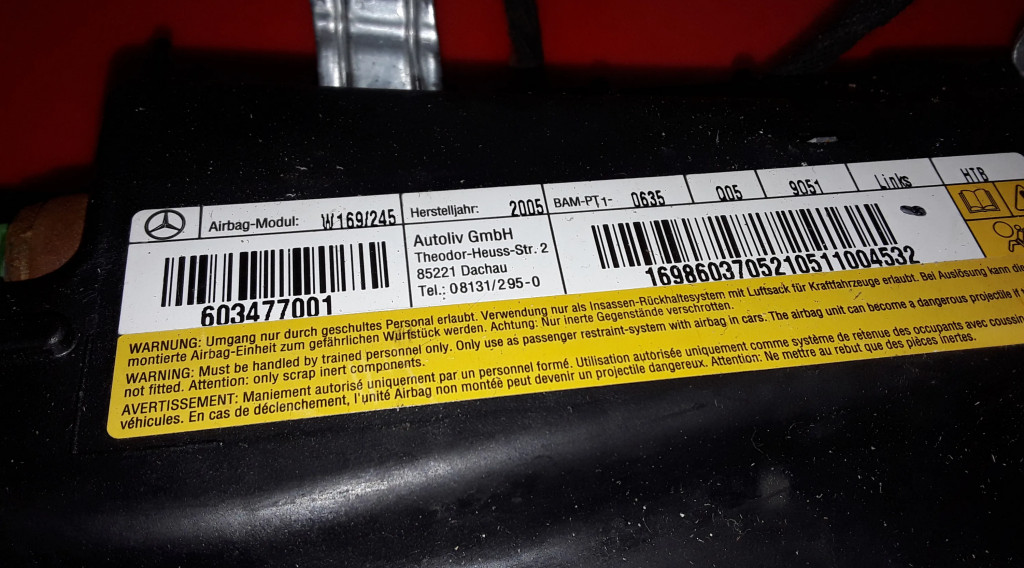 Airbag-Modul: W169/245 Herstelljahr: 2005 BAM-PT1- 0635 Q05 9051 Links HTB
603477001
Autoliv GmbH
Theodor-Heuss-Str. 2
85221 Dachau
Tel.: 08131/295-0
1698603705210511004532
WARNUNG: Umgang nur durch geschultes Personal erlaubt. Verwendung nur als Insassen-Rückhaltesystem mit Luftsack für Kraftfahrzeuge erlaubt. Bei Auslösung kann die
montierte Airbag-Einheit zum gefährlichen Wurfstück werden. Achtung: Nur inerte Gegenstände verschrotten.
WARNING: Must be handled by trained personnel only. Only use as passenger restraint-system with airbag in cars. The airbag unit can become a dangerous projectile if
not fitted. Attention: only scrap inert components.
AVERTISSEMENT: Maniement autorisé uniquement par un personnel formé. Utilisation autorisée uniquement comme système de retenue des occupants avec coussin
véhicules. En cas de déclenchement, l'unité Airbag non montée peut devenir un projectile dangereux. Attention: Ne mettre au rebut que des pièces inertes.